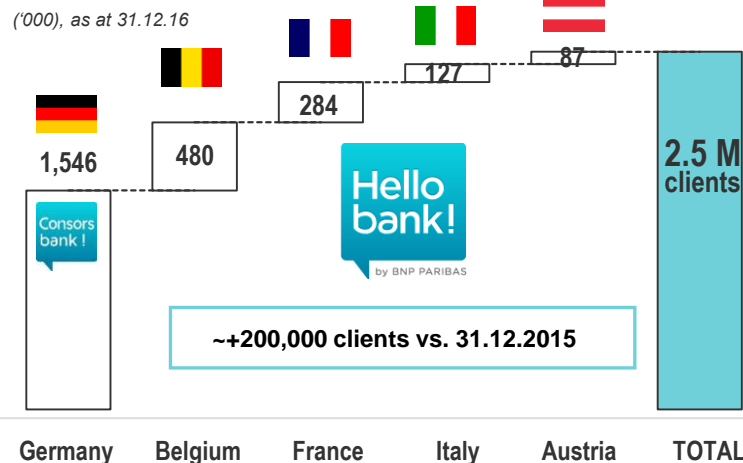 ('000), as at 31.12.16
1,546
480
284
127
87
2.5 M
clients
Consors
bank !
Hello
bank!
by BNP PARIBAS
~+200,000 clients vs. 31.12.2015
Germany
Belgium
France
Italy
Austria
TOTAL